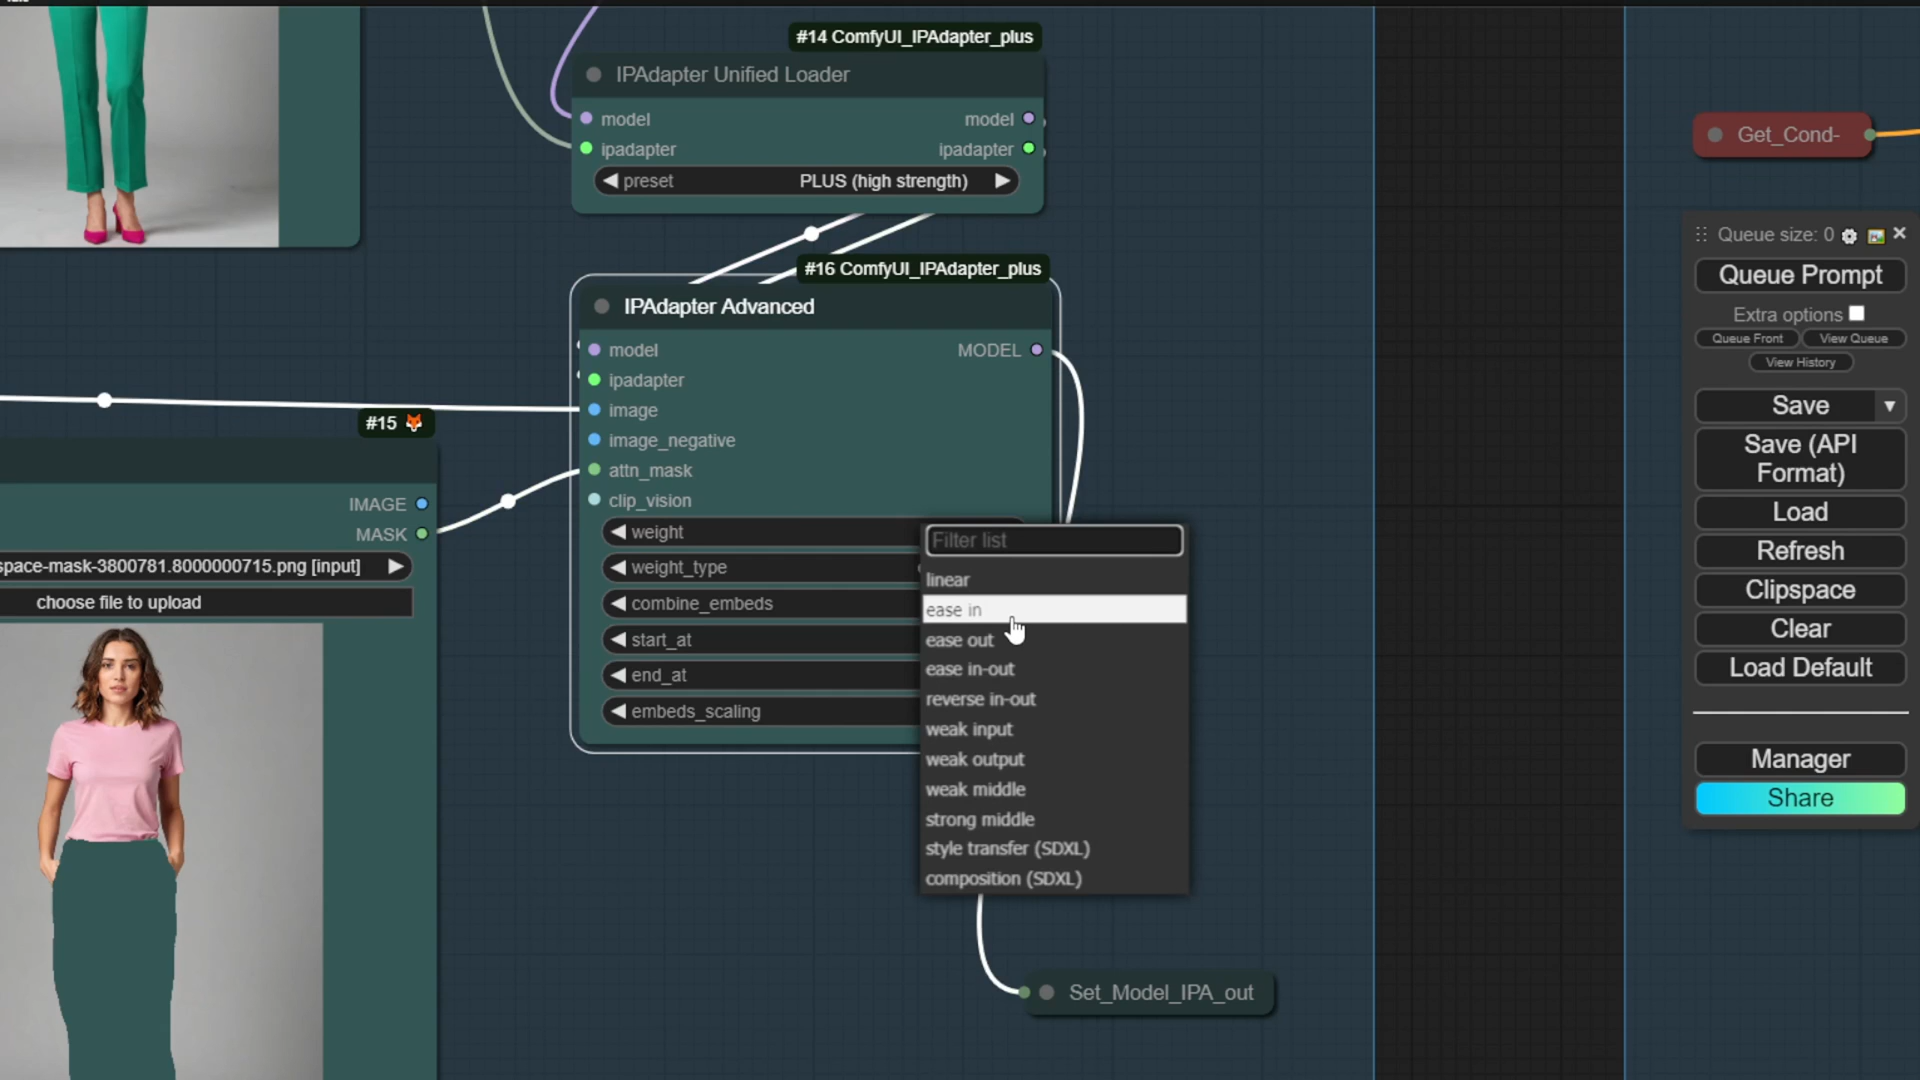 #14 ComfyUI_IPAdapter_plus
IPAdapter Unified Loader
model model
ipadapter ipadapter
preset PLUS (high strength)
#16 ComfyUI_IPAdapter_plus
IPAdapter Advanced
model MODEL
ipadapter
image
image_negative
attn_mask
clip_vision
weight
weight_type
combine_embeds
start_at
end_at
embeds_scaling
#15
IMAGE
MASK
space-mask-3800781.8000000715.png [input]
choose file to upload
Filter list
linear
ease in
ease out
ease in-out
reverse in-out
weak input
weak output
weak middle
strong middle
style transfer (SDXL)
composition (SDXL)
Set_Model_IPA_out
Get_Cond-
Queue size: 0
Queue Prompt
Extra options
Queue Front View Queue
View History
Save
Save (API
Format)
Load
Refresh
Clipspace
Clear
Load Default
Manager
Share